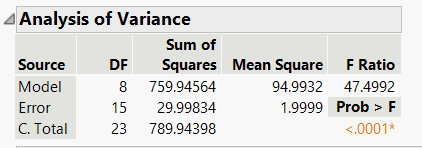 Analysis of Variance
Sum of
Source DF Squares Mean Square F Ratio
Model 8 759.94564 94.9932 47.4992
Error 15 29.99834 1.9999 Prob > F
C. Total 23 789.94398 <.0001*